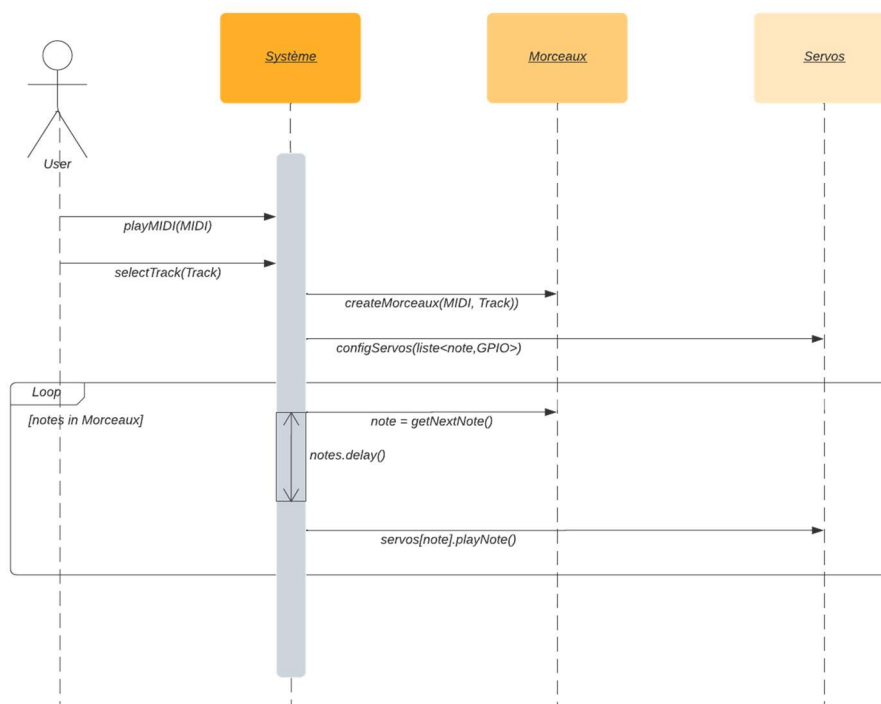 Système
Morceaux
Servos
User
playMIDI(MIDI)
selectTrack(Track)
createMorceaux(MIDI, Track))
configServos(liste<note,GPIO>)
Loop
[notes in Morceaux]
note = getNextNote()
notes.delay()
servos[note].playNote()